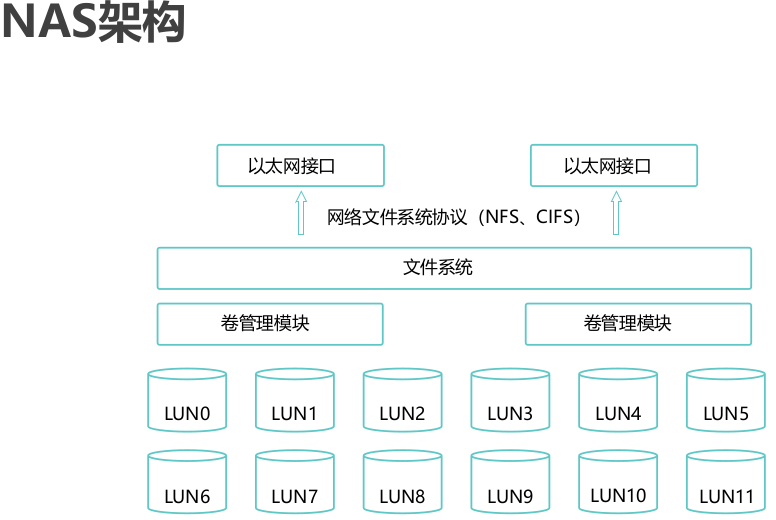 NAS架构
以太网接口 以太网接口
网络文件系统协议（NFS、CIFS）
文件系统
卷管理模块 卷管理模块
LUN0 LUN1 LUN2 LUN3 LUN4 LUN5
LUN6 LUN7 LUN8 LUN9 LUN10 LUN11